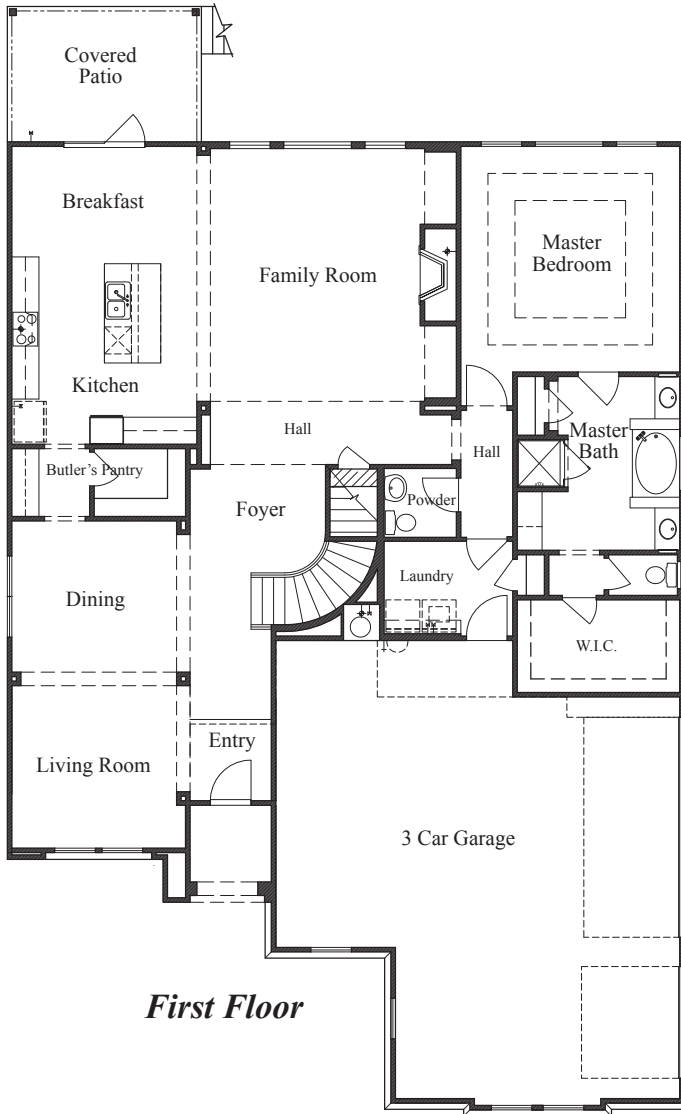 Covered
Patio
Breakfast
Family Room
Master
Bedroom
Kitchen
Hall
Hall
Master
Bath
Butler's Pantry
Powder
Foyer
Laundry
Dining
W.I.C.
Entry
Living Room
3 Car Garage
First Floor